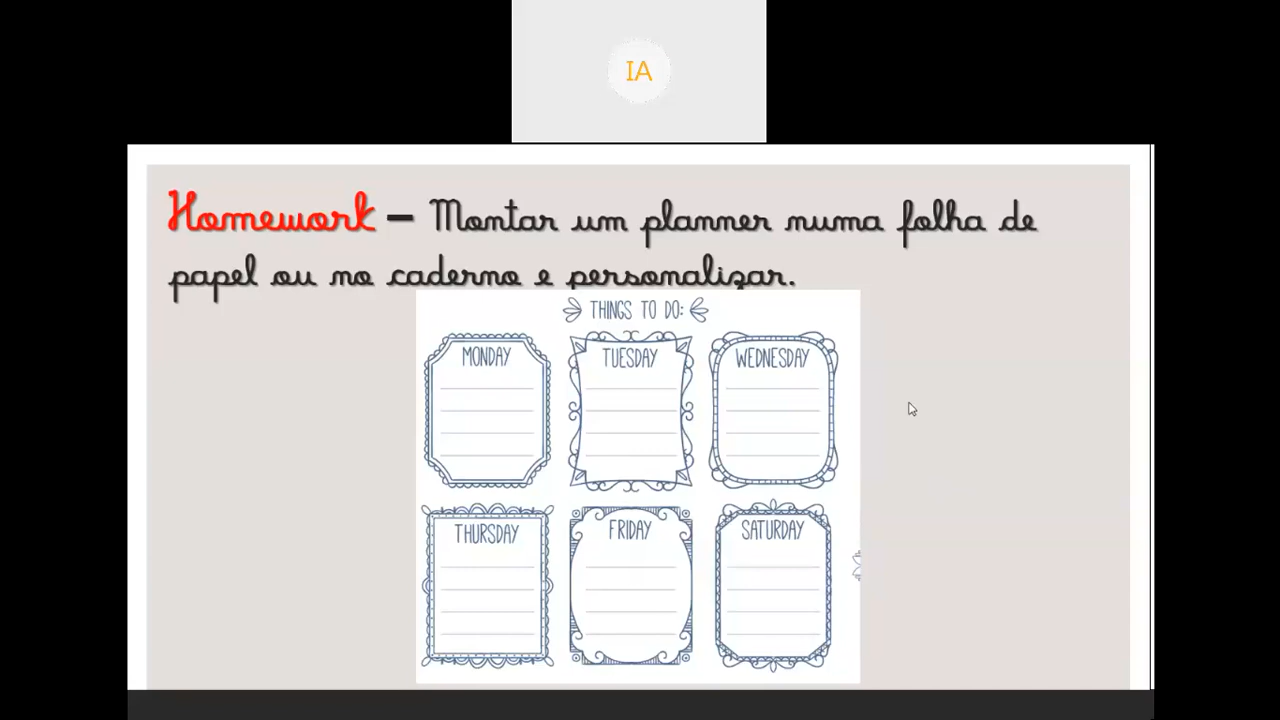 IA
Homework – Montar um planner numa folha de
papel ou no caderno e personalizar.
THINGS TO DO:
MONDAY
TUESDAY
WEDNESDAY
THURSDAY
FRIDAY
SATURDAY